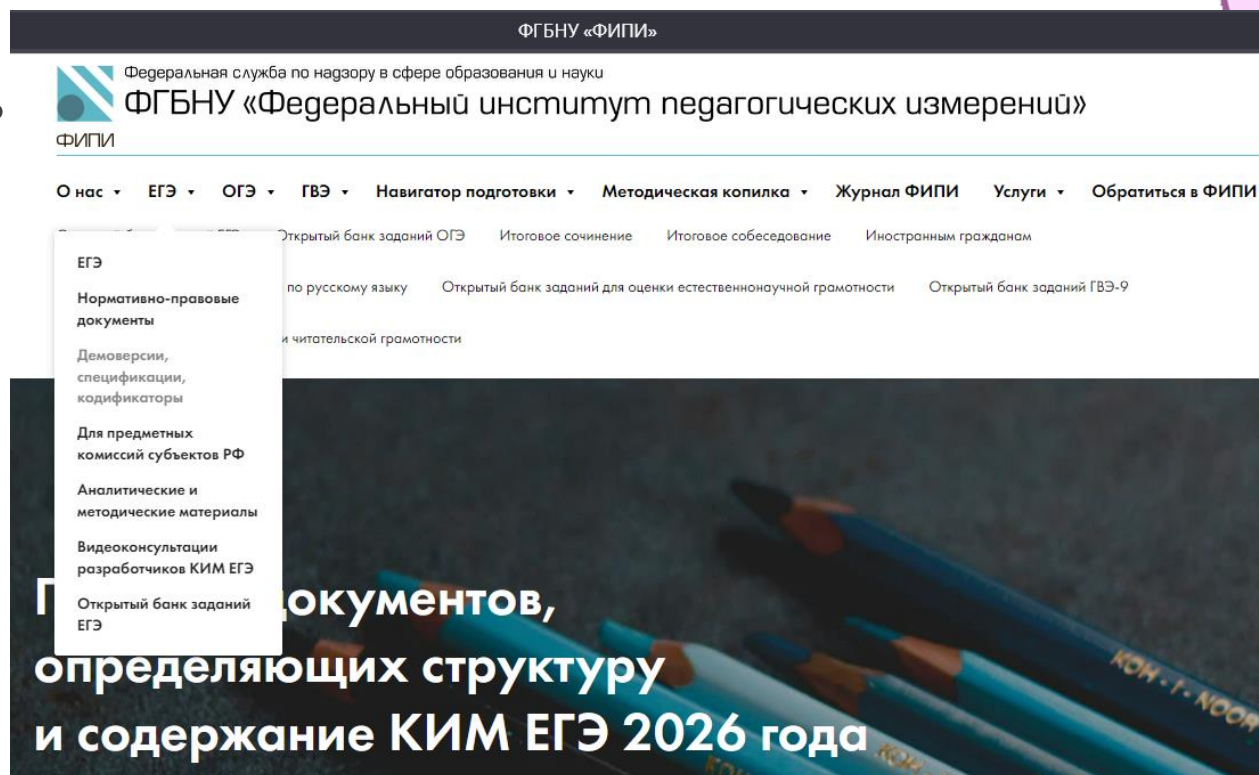 ФГБНУ «ФИПИ»
Федеральная служба по надзору в сфере образования и науки
ФГБНУ «Федеральный институт педагогических измерений»
ФИПИ
О нас ЕГЭ ОГЭ ГВЭ Навигатор подготовки Методическая копилка Журнал ФИПИ Услуги Обратиться в ФИПИ
Открытый банк заданий ОГЭ Итоговое сочинение Итоговое собеседование Иностранным гражданам
по русскому языку Открытый банк заданий для оценки естественнонаучной грамотности Открытый банк заданий ГВЭ-9
читательской грамотности
ЕГЭ
Нормативно-правовые
документы
Демоверсии,
спецификации,
кодификаторы
Для предметных
комиссий субъектов РФ
Аналитические и
методические материалы
Видеоконсультации
разработчиков КИМ ЕГЭ
Открытый банк заданий
ЕГЭ
документов,
определяющих структуру
и содержание КИМ ЕГЭ 2026 года
KOH-I-NOOR